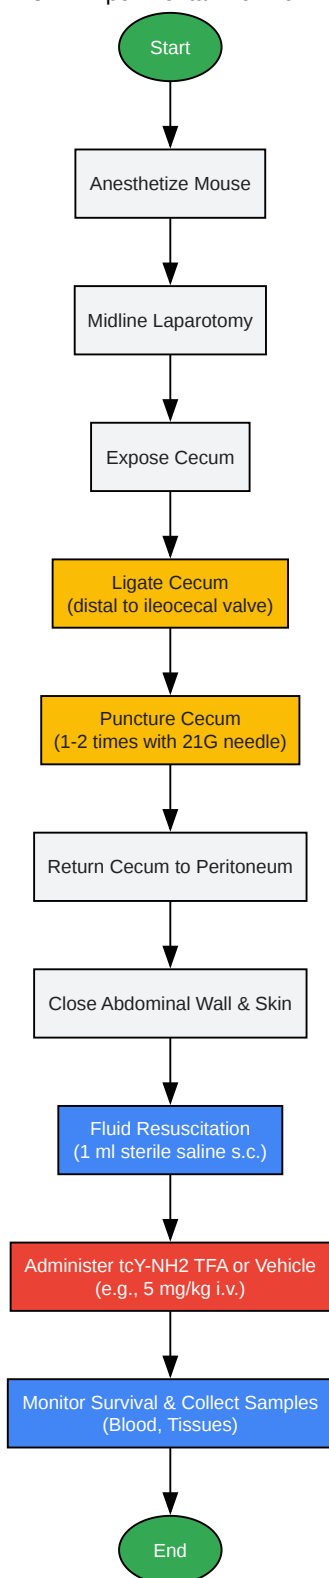 Start
Anesthetize Mouse
Midline Laparotomy
Expose Cecum
Ligate Cecum
(distal to ileocecal valve)
Puncture Cecum
(1-2 times with 21G needle)
Return Cecum to Peritoneum
Close Abdominal Wall & Skin
Fluid Resuscitation
(1 ml sterile saline s.c.)
Administer tcY-NH2 TFA or Vehicle
(e.g., 5 mg/kg i.v.)
Monitor Survival & Collect Samples
(Blood, Tissues)
End